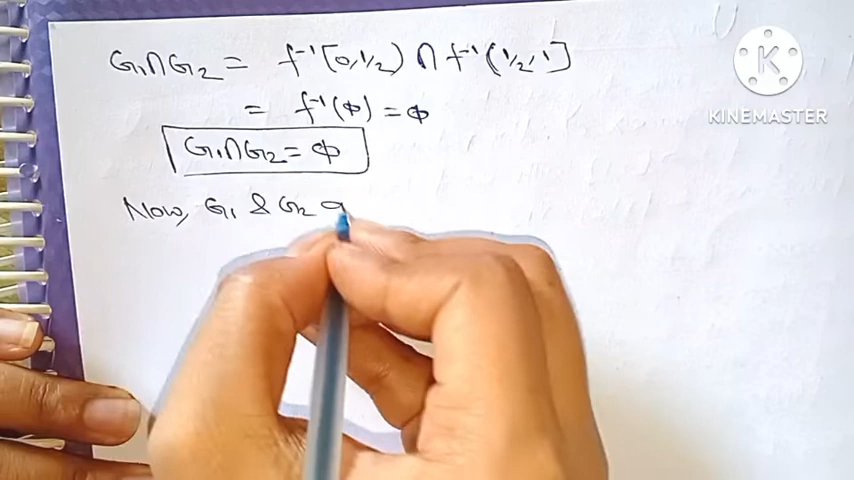 G₁∩G₂ = f⁻¹[0,1/2) ∩ f⁻¹(1/2,1]
= f⁻¹(ϕ) = ϕ
G₁∩G₂ = ϕ
Now, G₁ & G₂ a
KINEMASTER